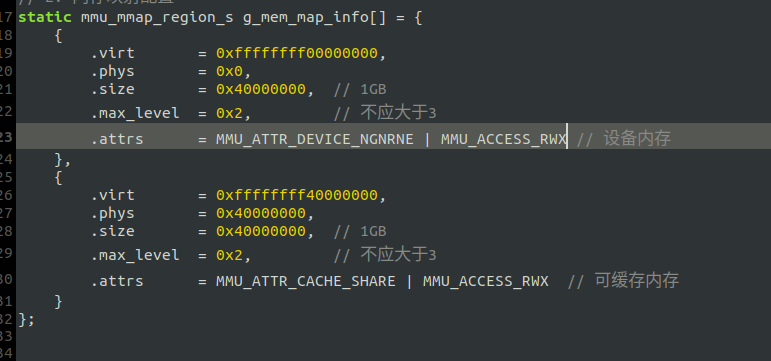 17 static mmu_mmap_region_s g_mem_map_info[] = {
18 {
19 .virt = 0xffffffff00000000,
20 .phys = 0x0,
21 .size = 0x40000000, // 1GB
22 .max_level = 0x2, // 不应大于3
23 .attrs = MMU_ATTR_DEVICE_NGNRNE | MMU_ACCESS_RWX // 设备内存
24 },
25 {
26 .virt = 0xffffffff40000000,
27 .phys = 0x40000000,
28 .size = 0x40000000, // 1GB
29 .max_level = 0x2, // 不应大于3
30 .attrs = MMU_ATTR_CACHE_SHARE | MMU_ACCESS_RWX // 可缓存内存
31 }
32 };
33
34